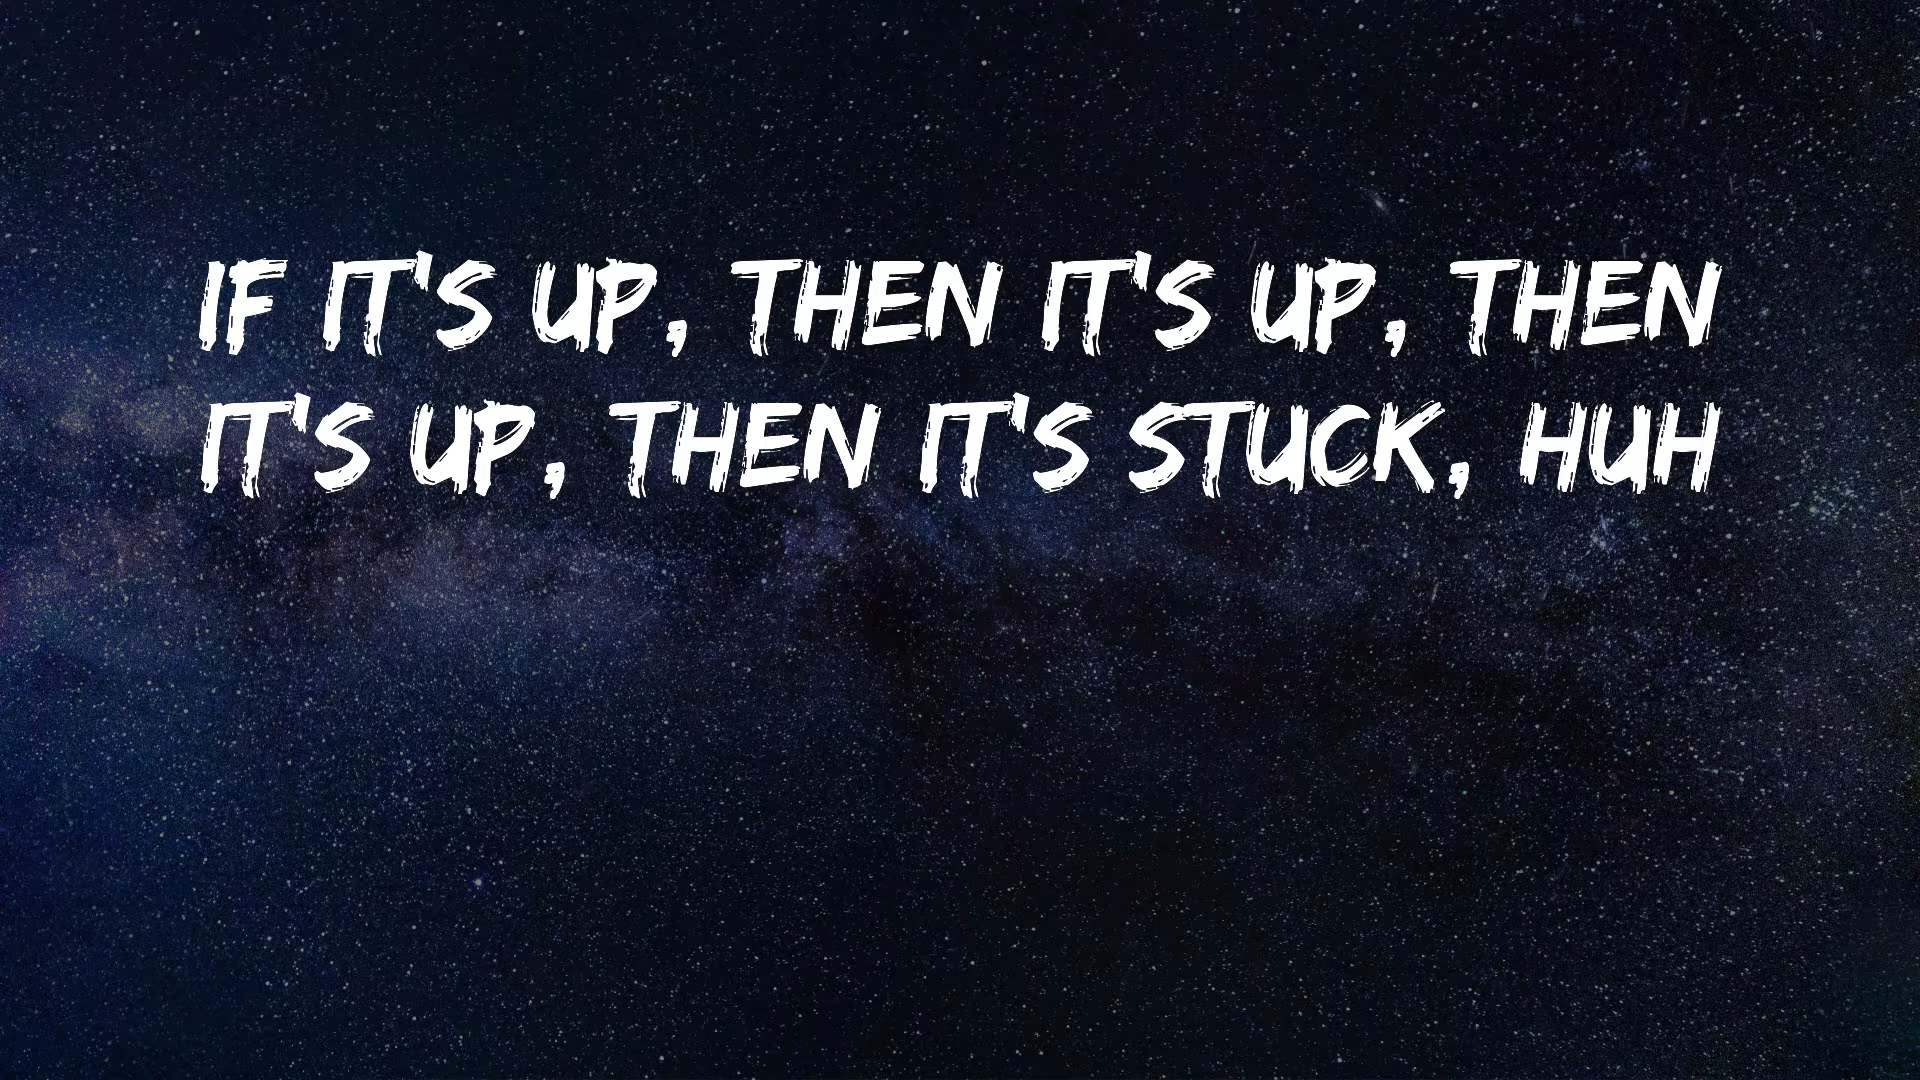 IF IT'S UP, THEN IT'S UP, THEN
IT'S UP, THEN IT'S STUCK, HUH